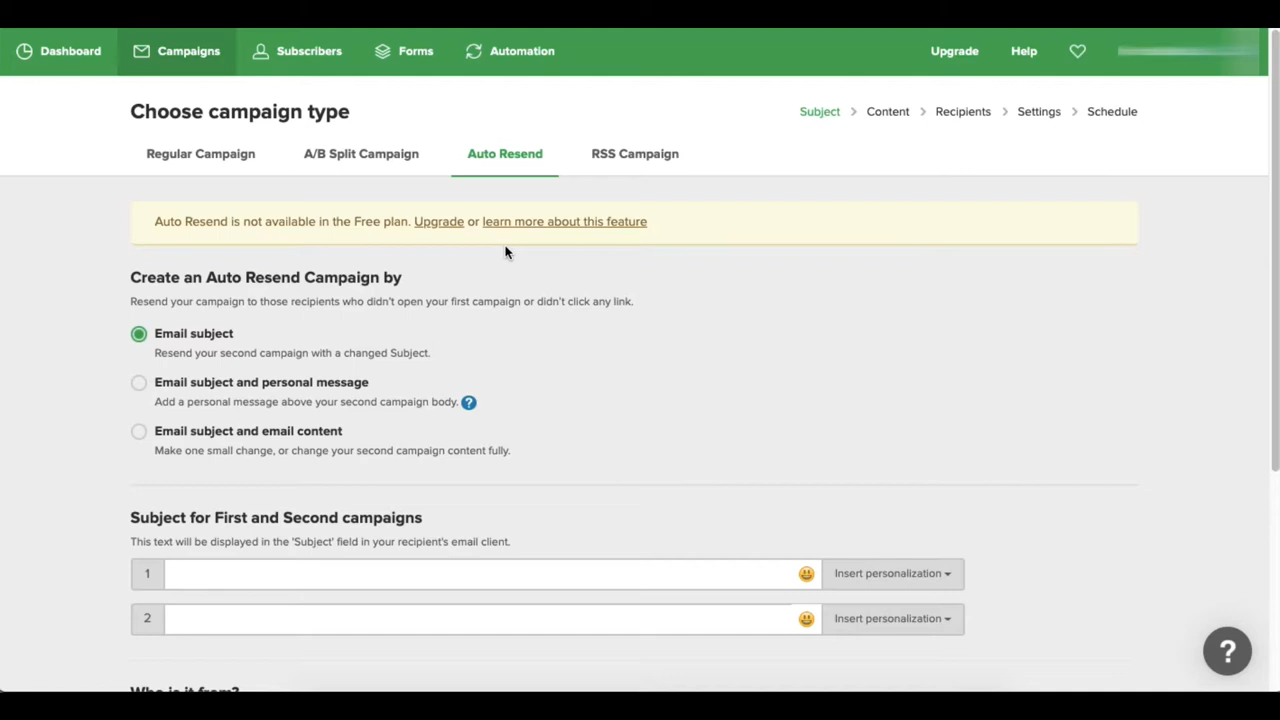 Dashboard Campaigns Subscribers Forms Automation Upgrade Help
Choose campaign type
Subject > Content > Recipients > Settings > Schedule
Regular Campaign A/B Split Campaign Auto Resend RSS Campaign
Auto Resend is not available in the Free plan. Upgrade or learn more about this feature
Create an Auto Resend Campaign by
Resend your campaign to those recipients who didn't open your first campaign or didn't click any link.
Email subject
Resend your second campaign with a changed Subject.
Email subject and personal message
Add a personal message above your second campaign body. ?
Email subject and email content
Make one small change, or change your second campaign content fully.
Subject for First and Second campaigns
This text will be displayed in the 'Subject' field in your recipient's email client.
1 Insert personalization
2 Insert personalization
?
Who is it from?